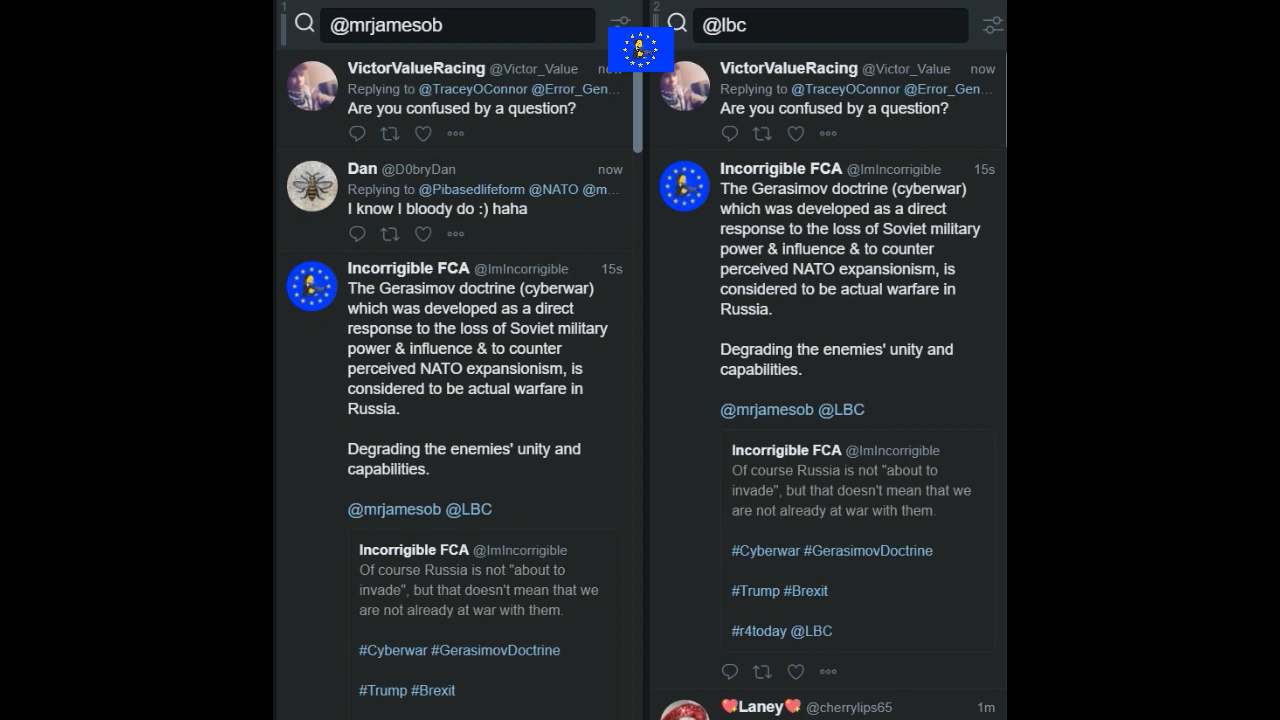 1
@mrjamesob
VictorValueRacing @Victor_Value now
Replying to @TraceyOConnor @Error_Gen...
Are you confused by a question?
Dan @D0bryDan now
Replying to @Pibasedlifeform @NATO @m...
I know I bloody do :) haha
Incorrigible FCA @ImIncorrigible 15s
The Gerasimov doctrine (cyberwar)
which was developed as a direct
response to the loss of Soviet military
power & influence & to counter
perceived NATO expansionism, is
considered to be actual warfare in
Russia.
Degrading the enemies' unity and
capabilities.
@mrjamesob @LBC
Incorrigible FCA @ImIncorrigible
Of course Russia is not "about to
invade", but that doesn't mean that we
are not already at war with them.
#Cyberwar #GerasimovDoctrine
#Trump #Brexit
2
@lbc
VictorValueRacing @Victor_Value now
Replying to @TraceyOConnor @Error_Gen...
Are you confused by a question?
Incorrigible FCA @ImIncorrigible 15s
The Gerasimov doctrine (cyberwar)
which was developed as a direct
response to the loss of Soviet military
power & influence & to counter
perceived NATO expansionism, is
considered to be actual warfare in
Russia.
Degrading the enemies' unity and
capabilities.
@mrjamesob @LBC
Incorrigible FCA @ImIncorrigible
Of course Russia is not "about to
invade", but that doesn't mean that we
are not already at war with them.
#Cyberwar #GerasimovDoctrine
#Trump #Brexit
#r4today @LBC
💖Laney💖 @cherrylips65 1m